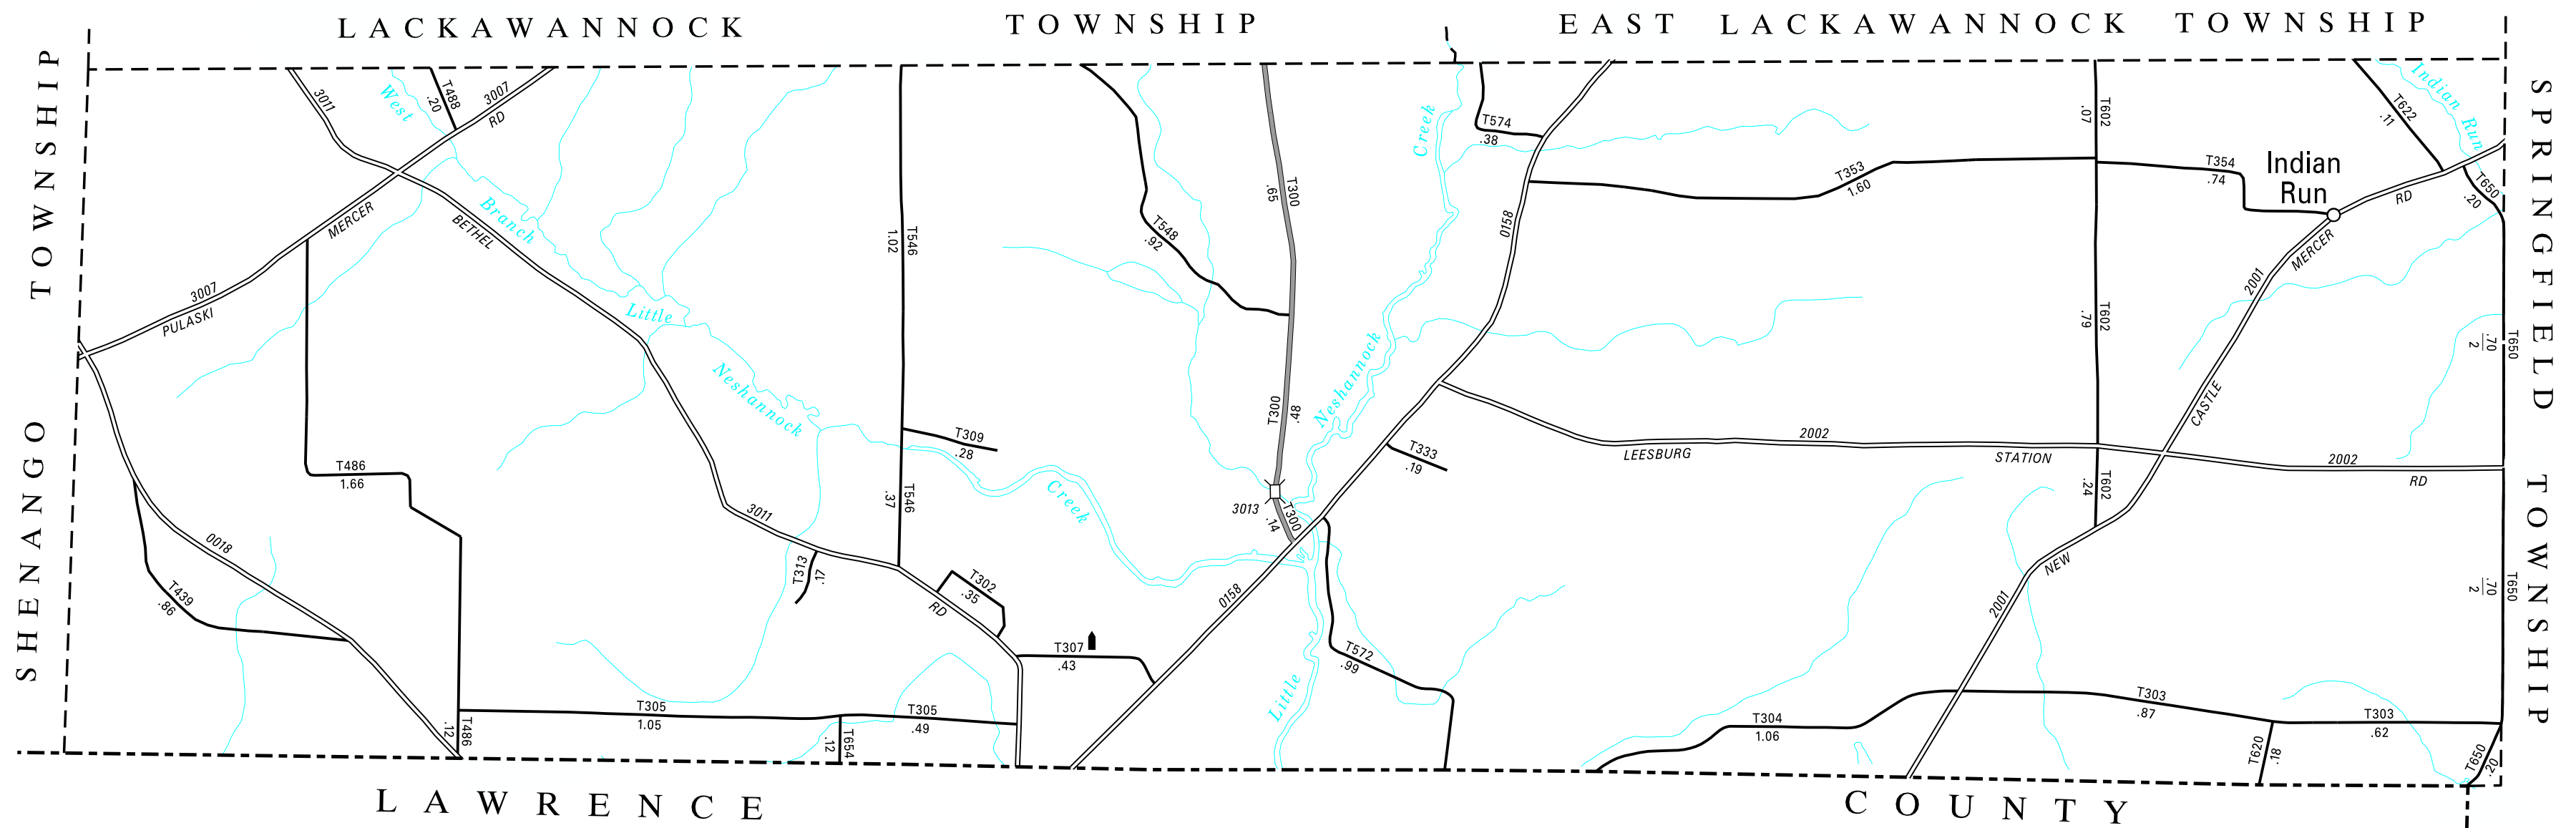 LACKAWANNOCK TOWNSHIP
EAST LACKAWANNOCK TOWNSHIP
SHENANGO TOWNSHIP
SPRINGFIELD TOWNSHIP
LAWRENCE COUNTY
3011
West
T488
.20
3007
RD
MERCER
BETHEL
Branch
3007
PULASKI
Little
Neshannock
T486
1.66
0018
T439
.86
T486
.12
T305
1.05
T305
.49
T654
.12
3011
T313
.17
T302
.35
RD
T307
.43
T546
1.02
T546
.37
T309
.28
Creek
T548
.92
T300
.65
T300
.48
3013
.14
T300
Creek
Neshannock
Little
0158
0158
T574
.38
T353
1.60
T333
.19
T572
.99
2002
LEESBURG
STATION
2002
RD
T602
.07
T602
.79
T602
.24
T354
.74
Indian
Run
T622
.11
Indian Run
T650
.20
RD
MERCER
2001
CASTLE
NEW
2001
T650
.70
2
T650
.70
2
T304
1.06
T303
.87
T303
.62
T620
.18
T650
.20